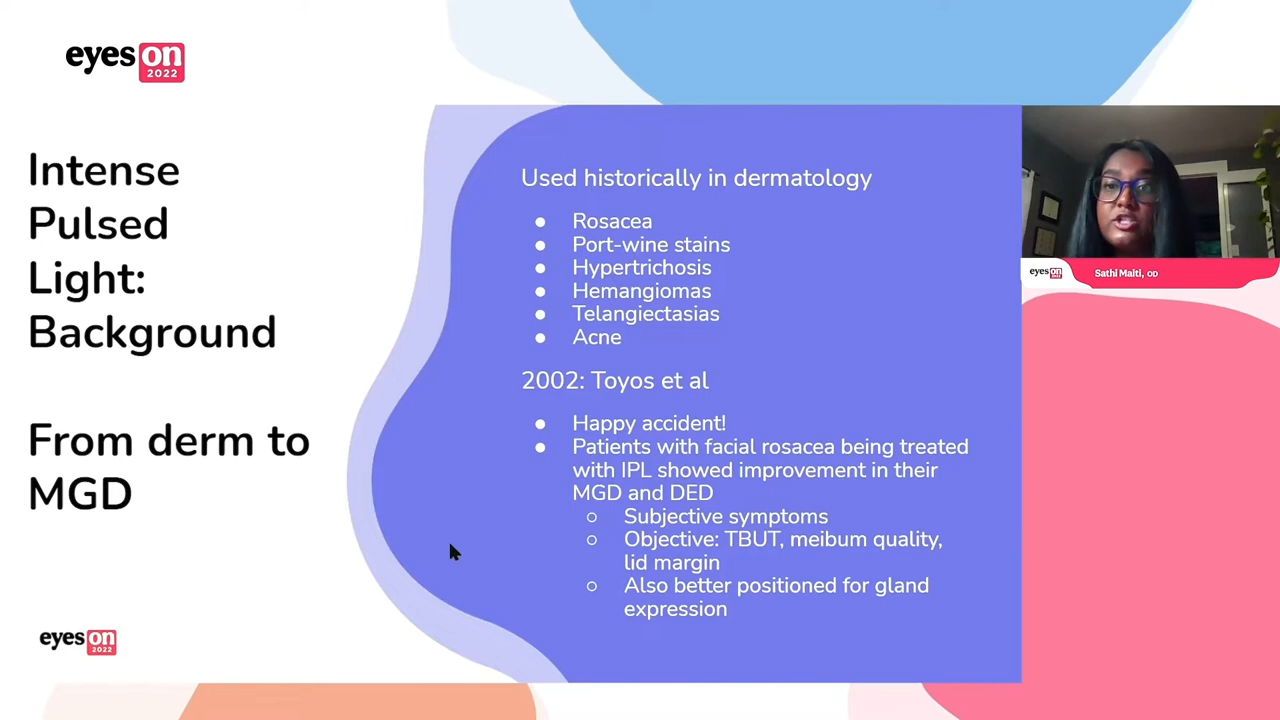 eyes on
2022
Intense
Pulsed
Light:
Background
From derm to
MGD
eyes on
2022
Used historically in dermatology
● Rosacea
● Port-wine stains
● Hypertrichosis
● Hemangiomas
● Telangiectasias
● Acne
2002: Toyos et al
● Happy accident!
● Patients with facial rosacea being treated
with IPL showed improvement in their
MGD and DED
○ Subjective symptoms
○ Objective: TBUT, meibum quality,
lid margin
○ Also better positioned for gland
expression
eyes on
2022
Sathi Maiti, OD